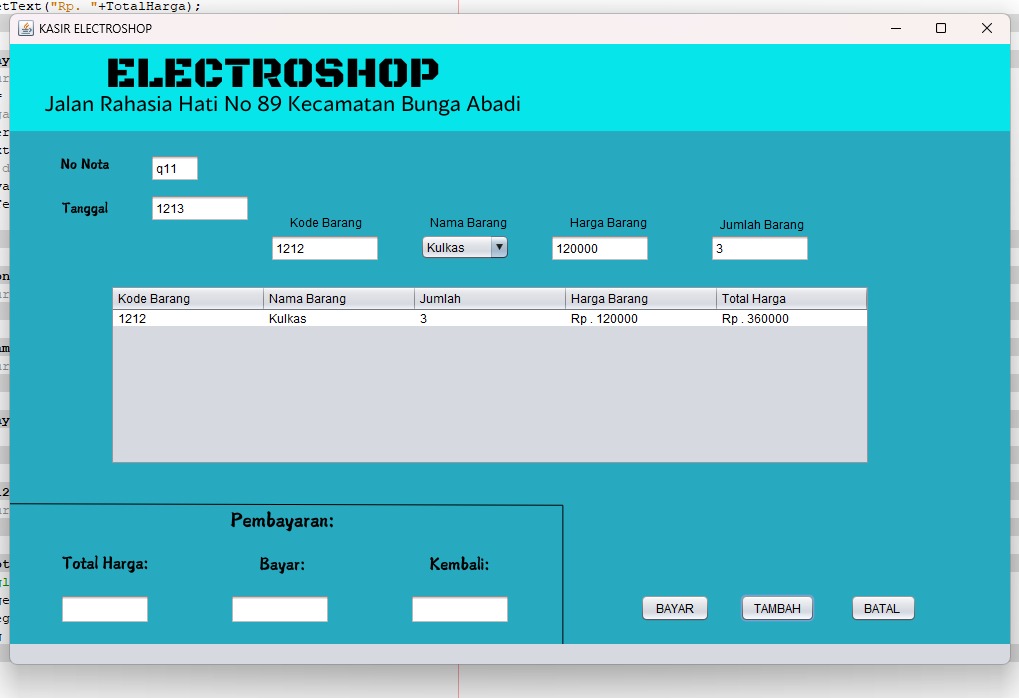 etText("Rp. "+TotalHarga);
KASIR ELECTROSHOP
ELECTROSHOP
Jalan Rahasia Hati No 89 Kecamatan Bunga Abadi
No Nota q11
Tanggal 1213
Kode Barang Nama Barang Harga Barang Jumlah Barang
1212 Kulkas 120000 3
Kode Barang Nama Barang Jumlah Harga Barang Total Harga
1212 Kulkas 3 Rp . 120000 Rp . 360000
Pembayaran:
Total Harga: Bayar: Kembali:
BAYAR TAMBAH BATAL